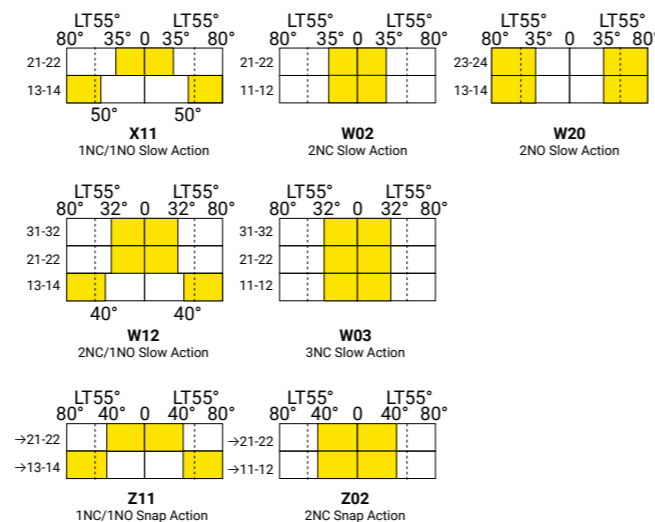 LT55° LT55°
80° 35° 0 35° 80°
21-22
13-14
50° 50°
X11
1NC/1NO Slow Action
LT55° LT55°
80° 35° 0 35° 80°
21-22
11-12
W02
2NC Slow Action
LT55° LT55°
80° 35° 0 35° 80°
23-24
13-14
W20
2NO Slow Action
LT55° LT55°
80° 32° 0 32° 80°
31-32
21-22
13-14
40° 40°
W12
2NC/1NO Slow Action
LT55° LT55°
80° 32° 0 32° 80°
31-32
21-22
11-12
W03
3NC Slow Action
LT55° LT55°
80° 40° 0 40° 80°
→21-22
→13-14
Z11
1NC/1NO Snap Action
LT55° LT55°
80° 40° 0 40° 80°
→21-22
→11-12
Z02
2NC Snap Action